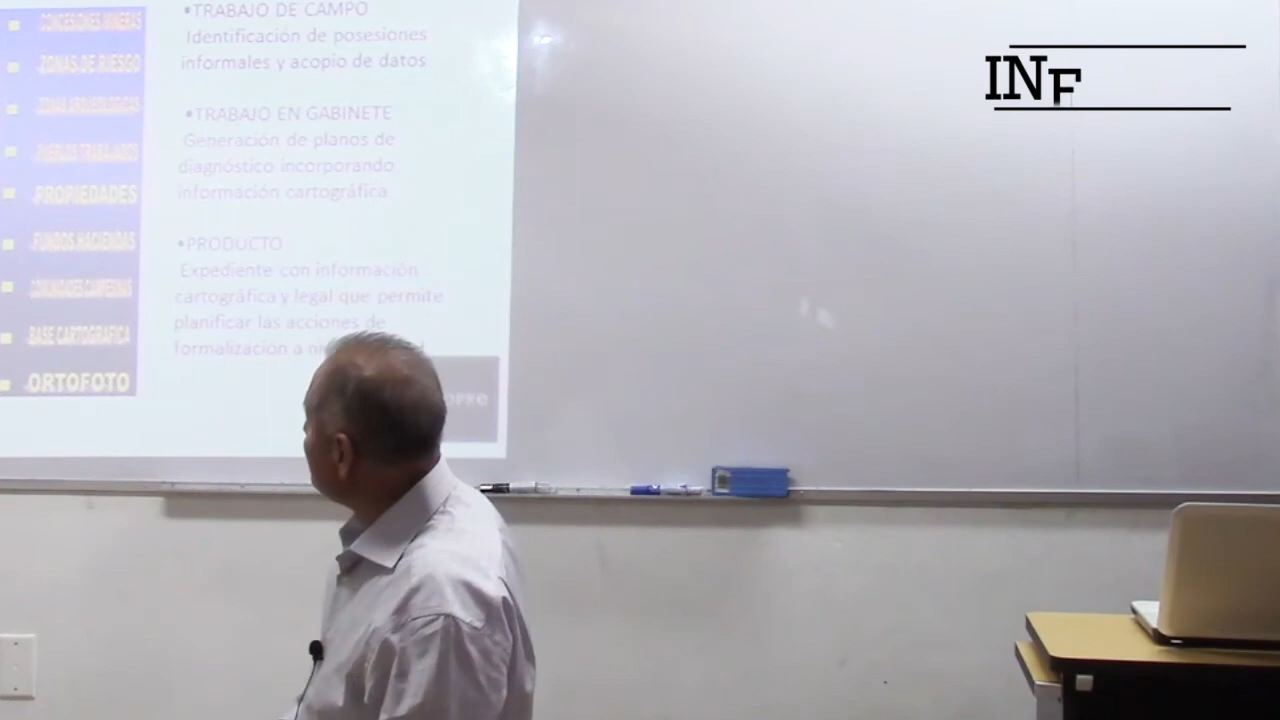 CONCESIONES MINERAS
ZONAS DE RIESGO
ZONAS ARQUEOLOGICAS
PUEBLOS TRABAJADOS
PROPIEDADES
FUNDOS HACIENDAS
COMUNIDADES CAMPESINAS
BASE CARTOGRAFICA
ORTOFOTO
•TRABAJO DE CAMPO
Identificación de posesiones
informales y acopio de datos
•TRABAJO EN GABINETE
Generación de planos de
diagnóstico incorporando
información cartográfica
•PRODUCTO
Expediente con información
cartográfica y legal que permite
planificar las acciones de
formalización a
INF